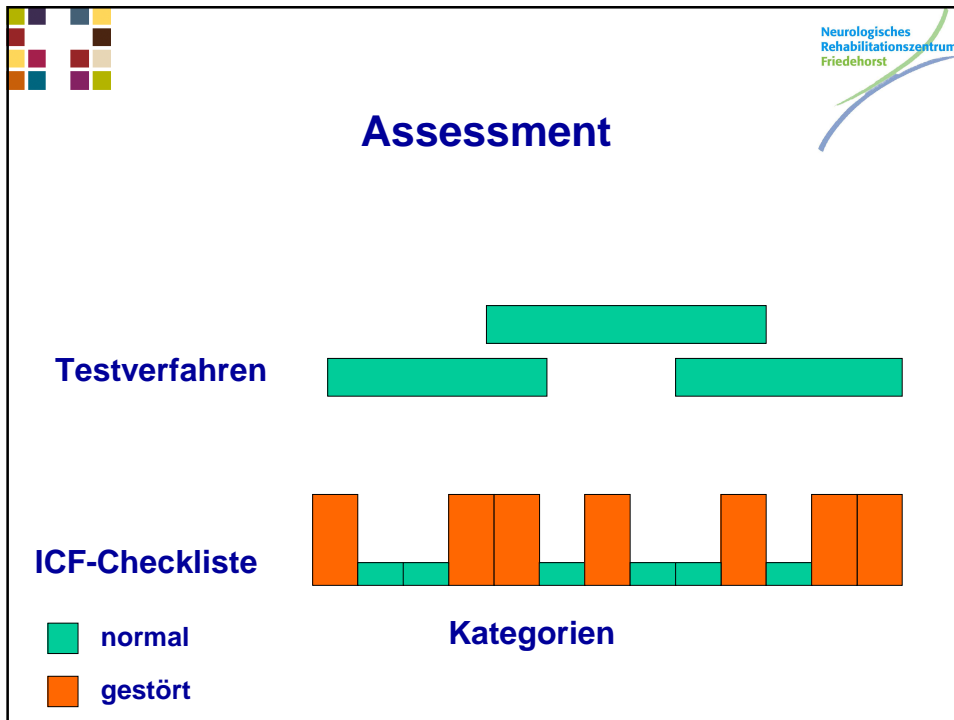 Neurologisches
Rehabilitationszentrum
Friedehorst
Assessment
Testverfahren
ICF-Checkliste
Kategorien
normal
gestört